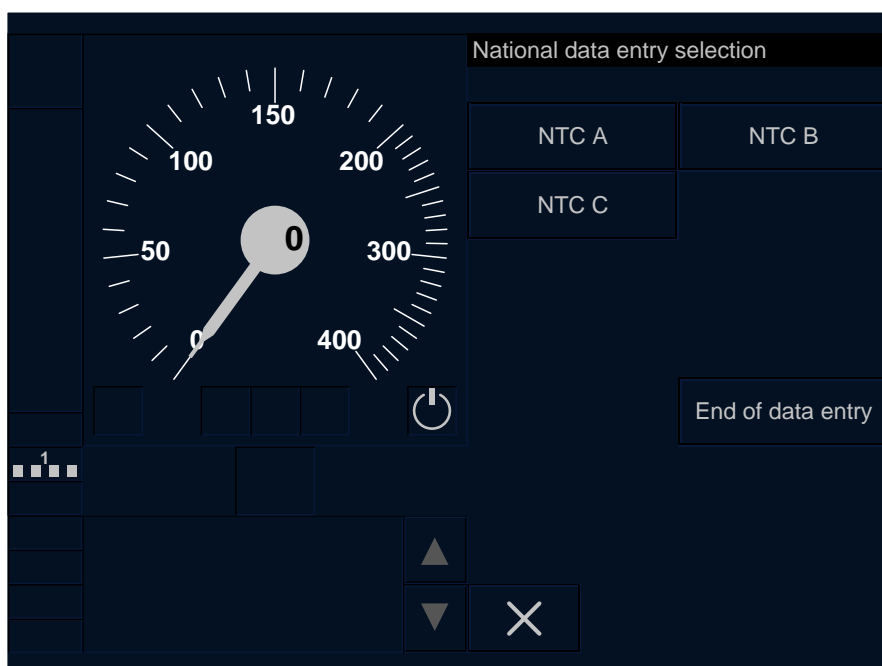 National data entry selection
150
100
200
50
0
300
0
400
NTC A
NTC B
NTC C
End of data entry
1